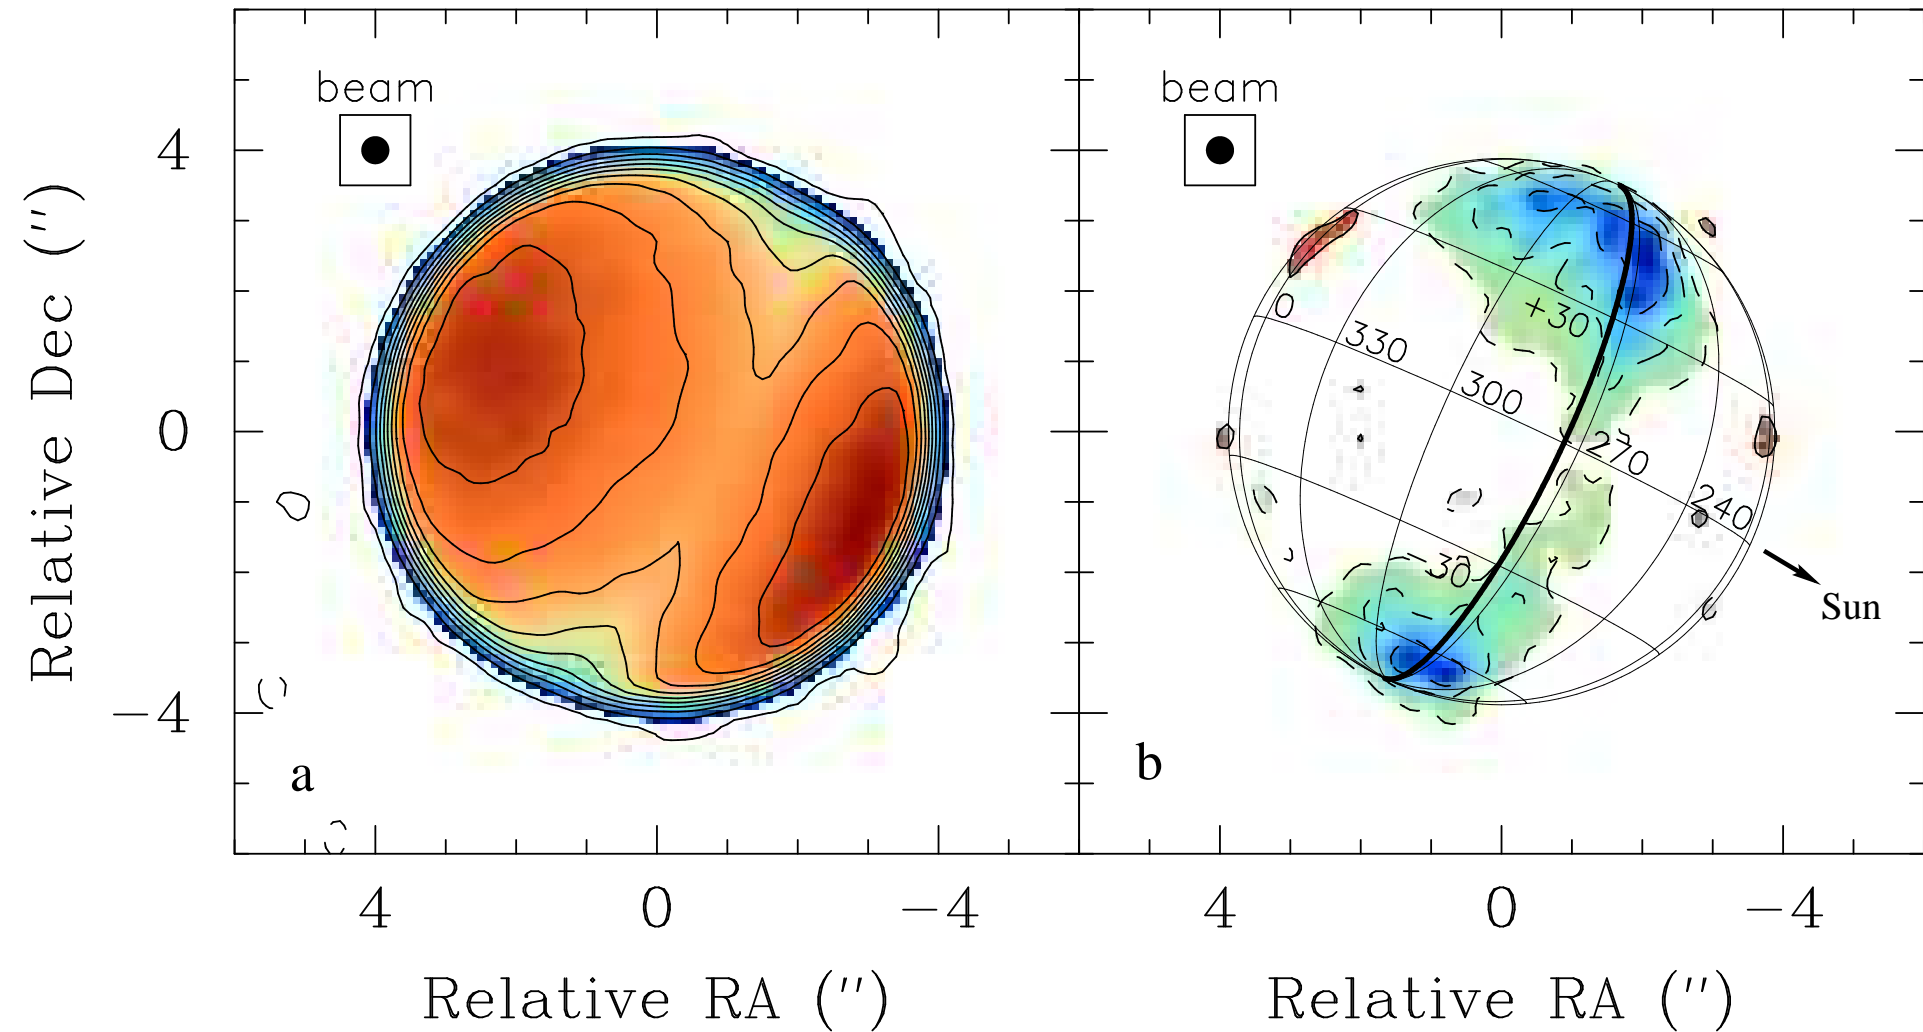 beam
beam
4
0
−4
Relative Dec (″)
0
330
300
+30
270
240
−30
Sun
a
b
4
0
−4
4
0
−4
Relative RA (″)
Relative RA (″)